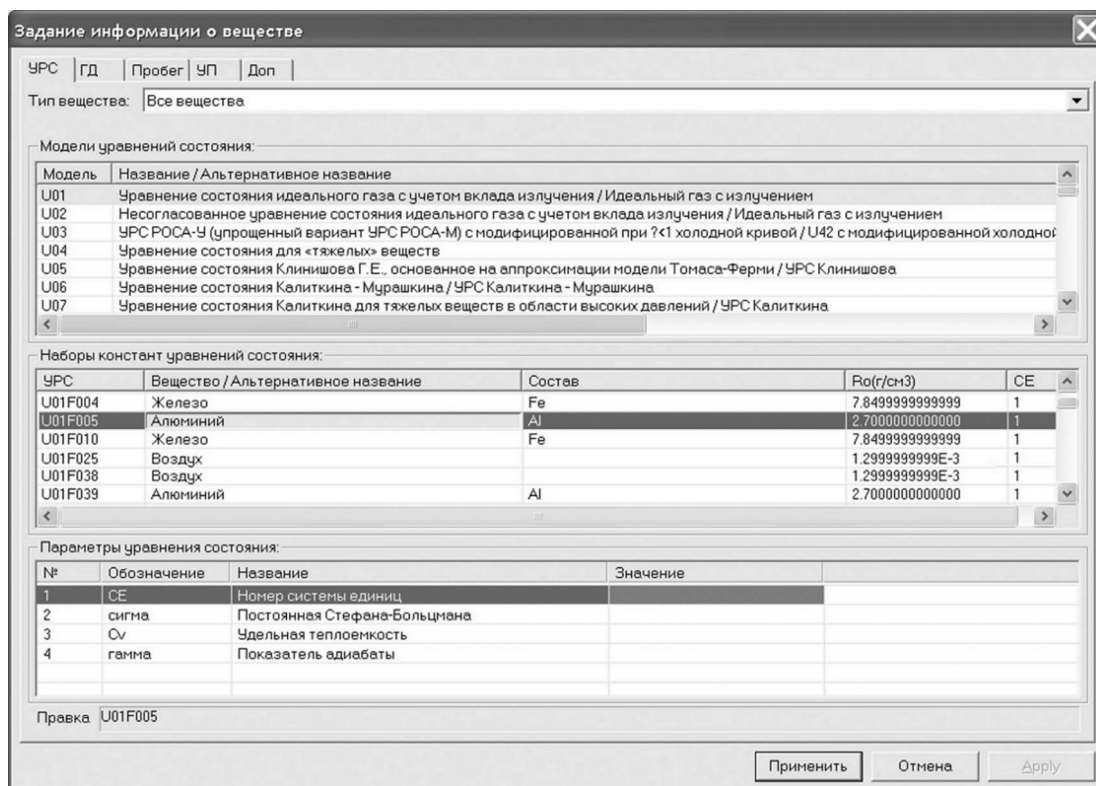 Задание информации о веществе
УРС ГД Пробег УП Доп
Тип вещества: Все вещества
Модели уравнений состояния:
Модель Название / Альтернативное название
U01 Уравнение состояния идеального газа с учетом вклада излучения / Идеальный газ с излучением
U02 Несогласованное уравнение состояния идеального газа с учетом вклада излучения / Идеальный газ с излучением
U03 УРС РОСА-У (упрощенный вариант УРС РОСА-М) с модифицированной при ?<1 холодной кривой / U42 с модифицированной холодной
U04 Уравнение состояния для «тяжелых» веществ
U05 Уравнение состояния Клинишова Г.Е., основанное на аппроксимации модели Томаса-Ферми / УРС Клинишова
U06 Уравнение состояния Калиткина - Мурашкина / УРС Калиткина - Мурашкина
U07 Уравнение состояния Калиткина для тяжелых веществ в области высоких давлений / УРС Калиткина
Наборы констант уравнений состояния:
УРС Вещество / Альтернативное название Состав Ro(г/см3) СЕ
U01F004 Железо Fe 7.8499999999999 1
U01F005 Алюминий Al 2.7000000000000 1
U01F010 Железо Fe 7.8499999999999 1
U01F025 Воздух 1.2999999999E-3 1
U01F038 Воздух 1.2999999999E-3 1
U01F039 Алюминий Al 2.7000000000000 1
Параметры уравнения состояния:
№ Обозначение Название Значение
1 СЕ Номер системы единиц
2 сигма Постоянная Стефана-Больцмана
3 Cv Удельная теплоемкость
4 гамма Показатель адиабаты
Правка U01F005
Применить Отмена Apply